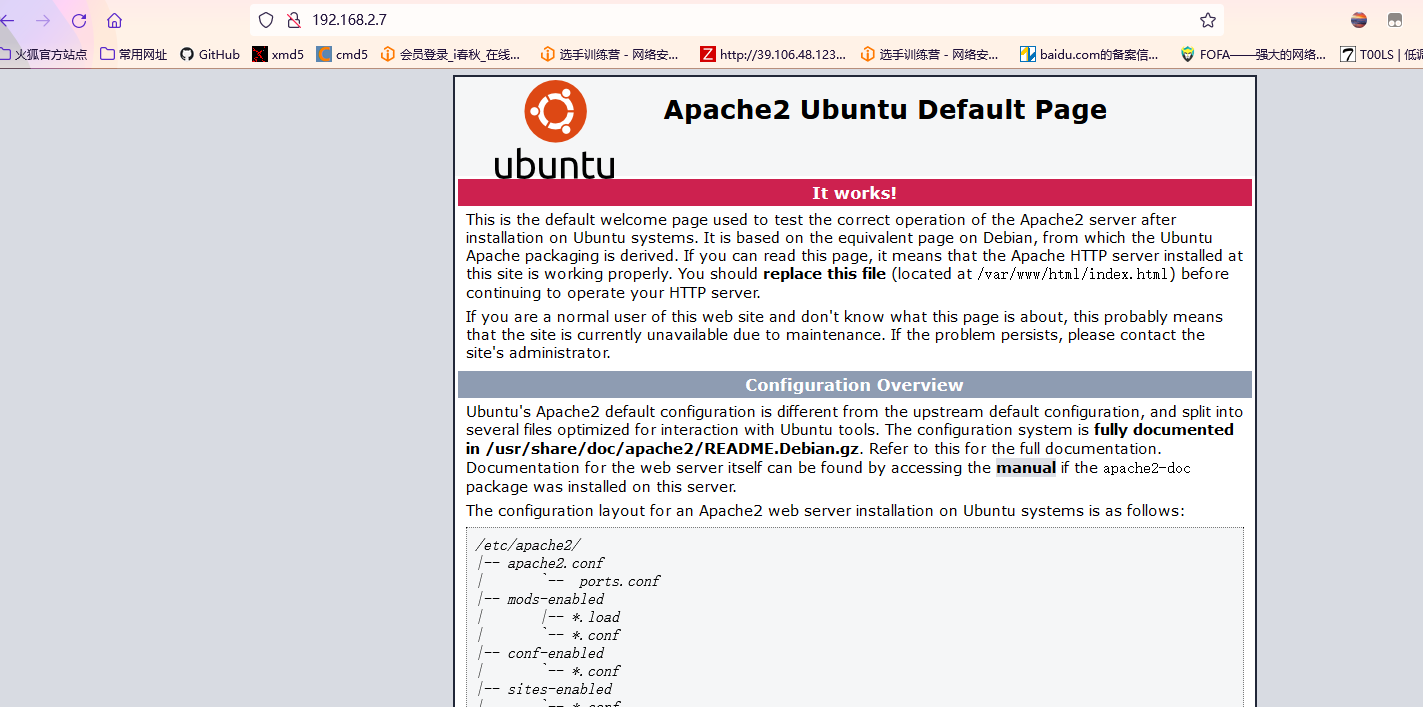 192.168.2.7
火狐官方站点 常用网址 GitHub xmd5 cmd5 会员登录_i春秋_在线... 选手训练营 - 网络安... http://39.106.48.123... 选手训练营 - 网络安... baidu.com的备案信... FOFA——强大的网络... T00LS | 低调
Apache2 Ubuntu Default Page
ubuntu
It works!
This is the default welcome page used to test the correct operation of the Apache2 server after
installation on Ubuntu systems. It is based on the equivalent page on Debian, from which the Ubuntu
Apache packaging is derived. If you can read this page, it means that the Apache HTTP server installed at
this site is working properly. You should replace this file (located at /var/www/html/index.html) before
continuing to operate your HTTP server.
If you are a normal user of this web site and don't know what this page is about, this probably means
that the site is currently unavailable due to maintenance. If the problem persists, please contact the
site's administrator.
Configuration Overview
Ubuntu's Apache2 default configuration is different from the upstream default configuration, and split into
several files optimized for interaction with Ubuntu tools. The configuration system is fully documented
in /usr/share/doc/apache2/README.Debian.gz. Refer to this for the full documentation.
Documentation for the web server itself can be found by accessing the manual if the apache2-doc
package was installed on this server.
The configuration layout for an Apache2 web server installation on Ubuntu systems is as follows:
/etc/apache2/
|-- apache2.conf
|       `--  ports.conf
|-- mods-enabled
|       |-- *.load
|       `-- *.conf
|-- conf-enabled
|       `-- *.conf
|-- sites-enabled
|       `-- *.conf